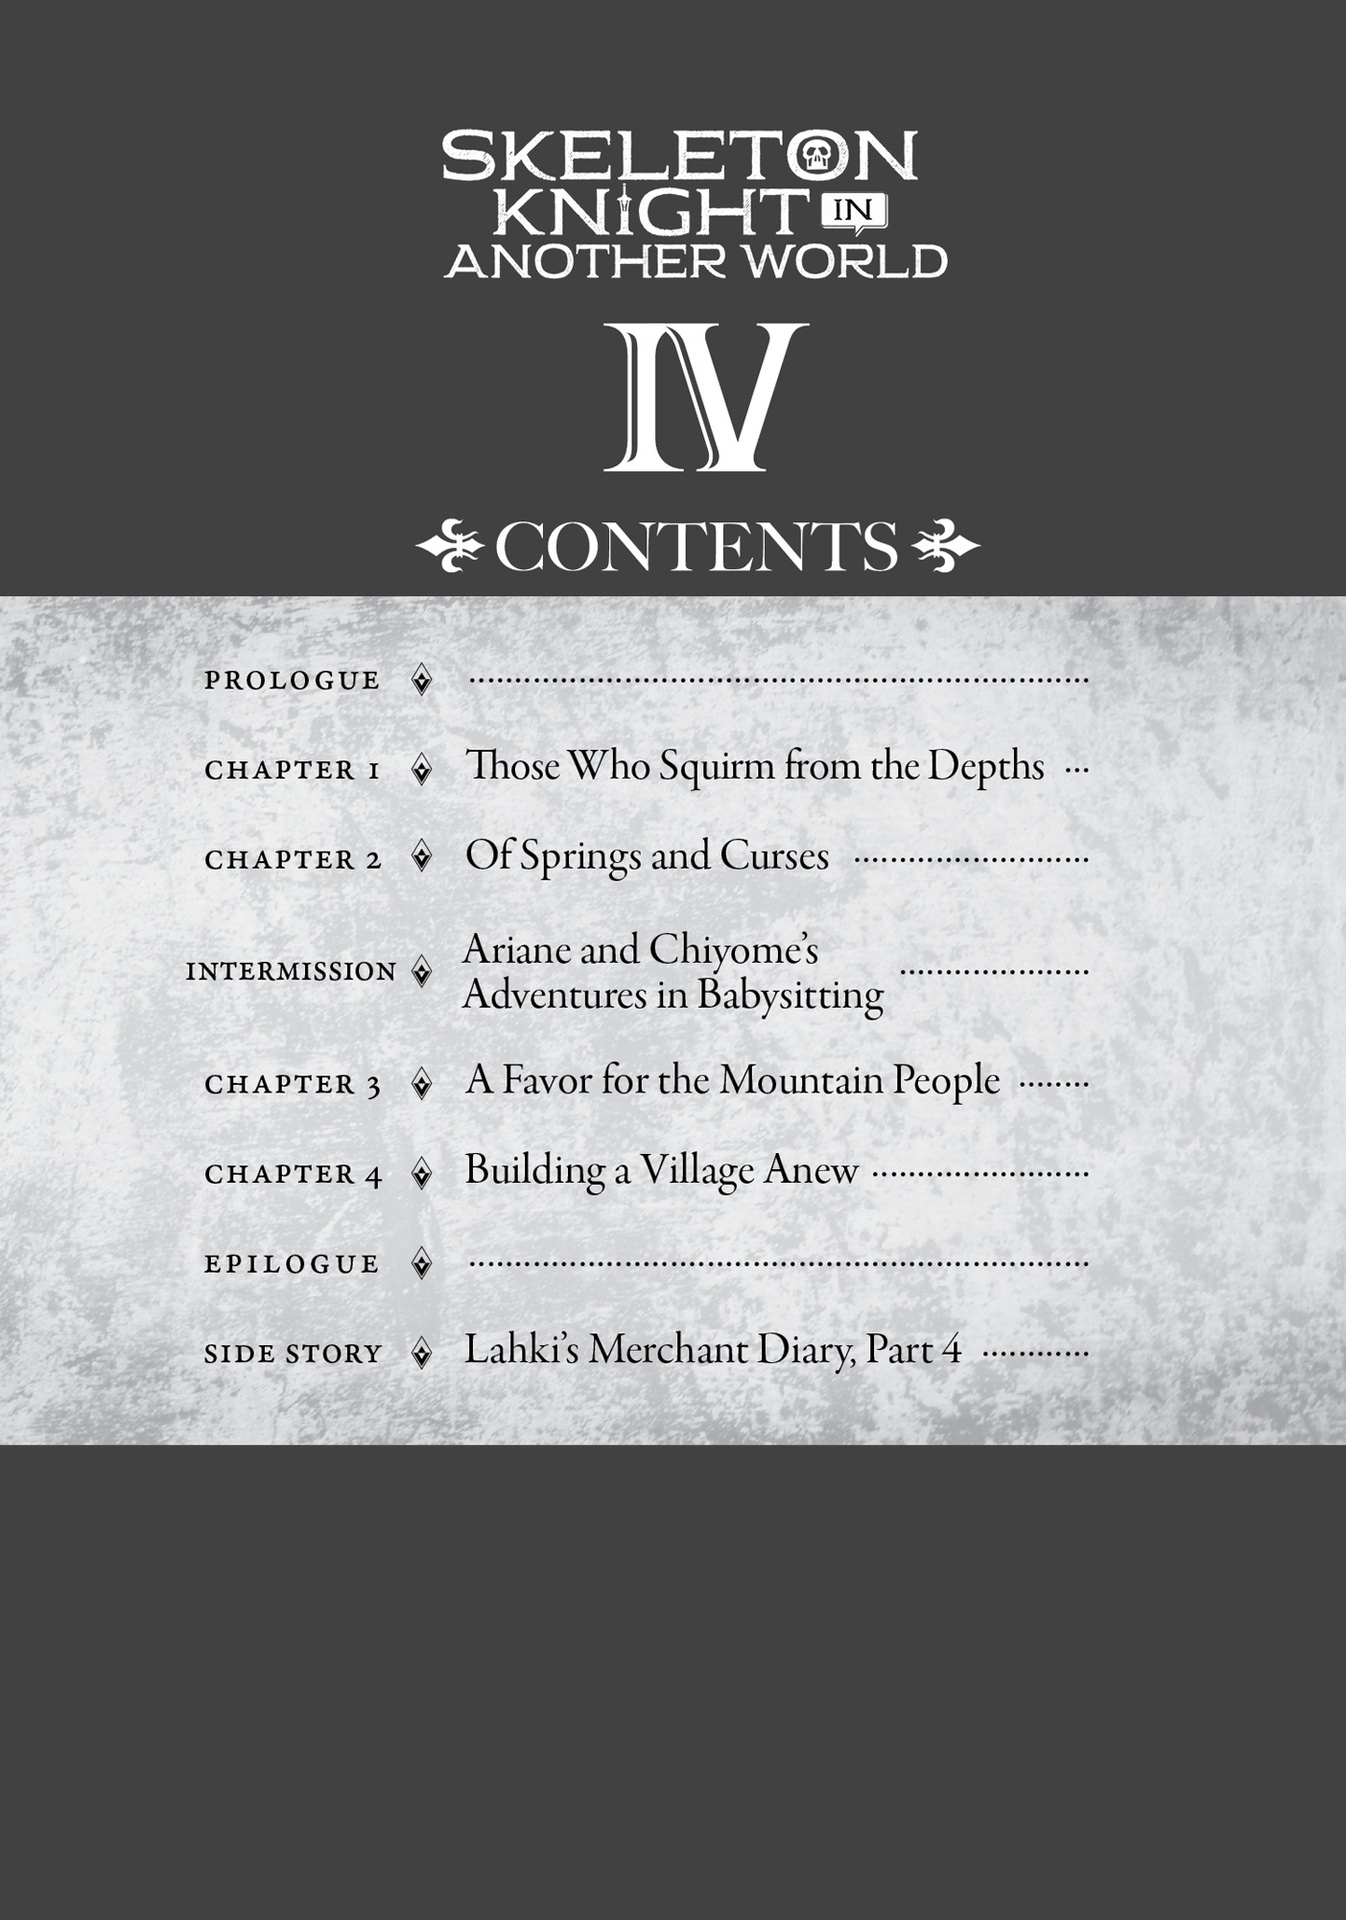 SKELETON
KNIGHT IN
ANOTHER WORLD
IV
CONTENTS
PROLOGUE ....................................................................
CHAPTER 1 Those Who Squirm from the Depths ...
CHAPTER 2 Of Springs and Curses ..........................
INTERMISSION Ariane and Chiyome’s
Adventures in Babysitting .....................
CHAPTER 3 A Favor for the Mountain People ........
CHAPTER 4 Building a Village Anew ........................
EPILOGUE ....................................................................
SIDE STORY Lahki’s Merchant Diary, Part 4 ............